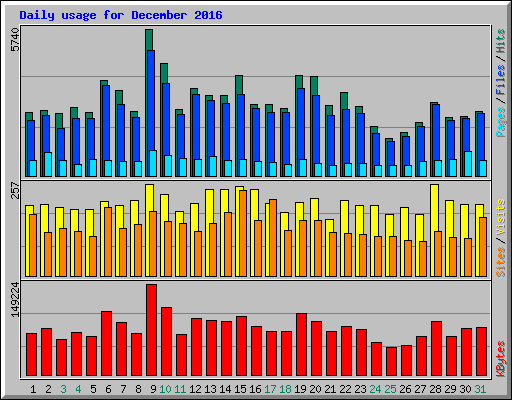 Daily usage for December 2016
5740
Pages / Files / Hits
257
Sites / Visits
149224
KBytes
1 2 3 4 5 6 7 8 9 10 11 12 13 14 15 16 17 18 19 20 21 22 23 24 25 26 27 28 29 30 31